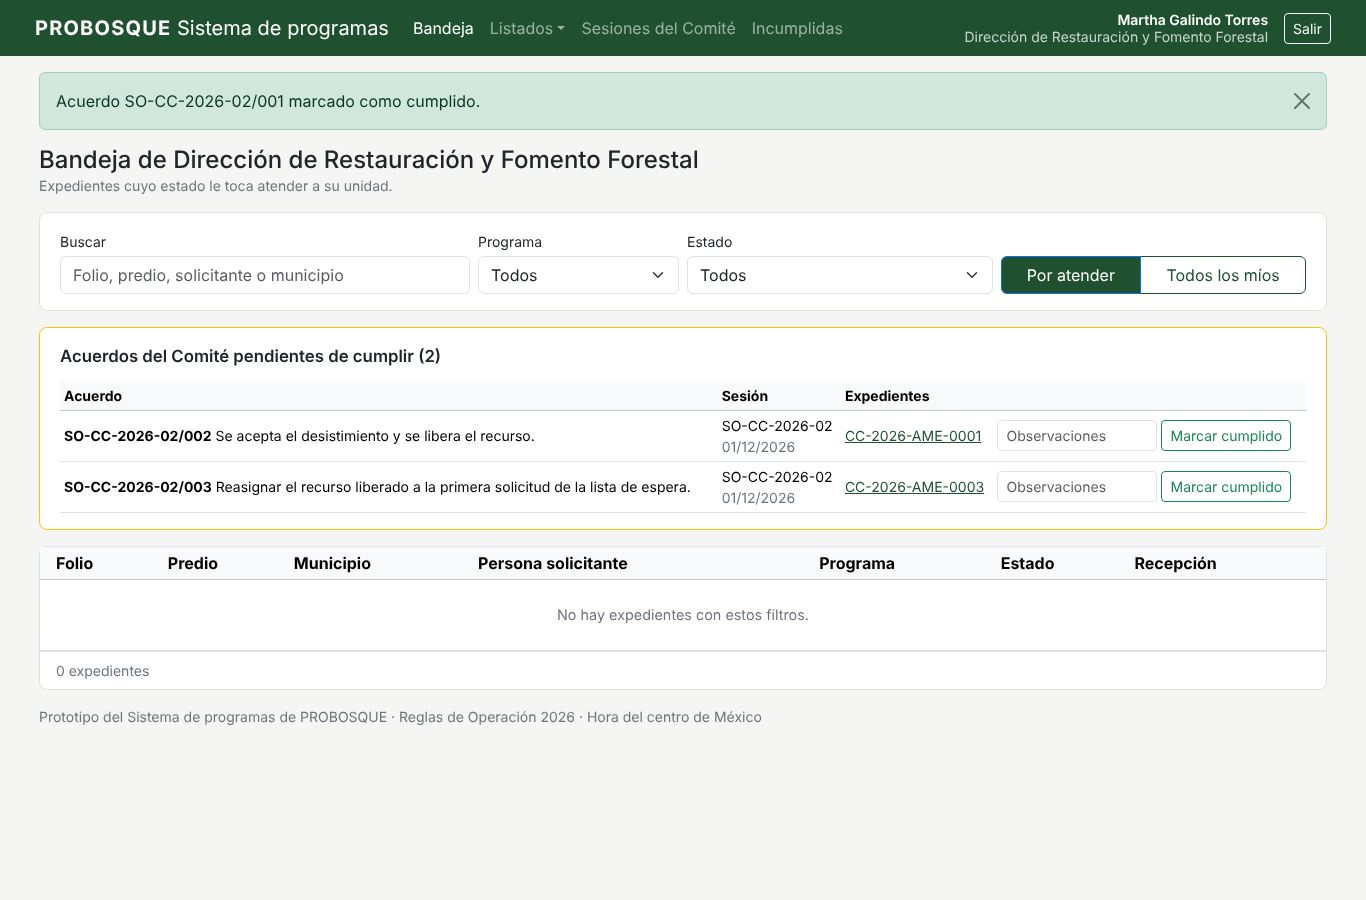 PROBOSQUE Sistema de programas
Bandeja
Listados
Sesiones del Comité
Incumplidas
Martha Galindo Torres
Dirección de Restauración y Fomento Forestal
Salir
Acuerdo SO-CC-2026-02/001 marcado como cumplido.
Bandeja de Dirección de Restauración y Fomento Forestal
Expedientes cuyo estado le toca atender a su unidad.
Buscar
Programa
Estado
Folio, predio, solicitante o municipio
Todos
Todos
Por atender
Todos los míos
Acuerdos del Comité pendientes de cumplir (2)
Acuerdo Sesión Expedientes
SO-CC-2026-02/002 Se acepta el desistimiento y se libera el recurso.
SO-CC-2026-02
01/12/2026
CC-2026-AME-0001
Observaciones
Marcar cumplido
SO-CC-2026-02/003 Reasignar el recurso liberado a la primera solicitud de la lista de espera.
SO-CC-2026-02
01/12/2026
CC-2026-AME-0003
Observaciones
Marcar cumplido
Folio Predio Municipio Persona solicitante Programa Estado Recepción
No hay expedientes con estos filtros.
0 expedientes
Prototipo del Sistema de programas de PROBOSQUE · Reglas de Operación 2026 · Hora del centro de México